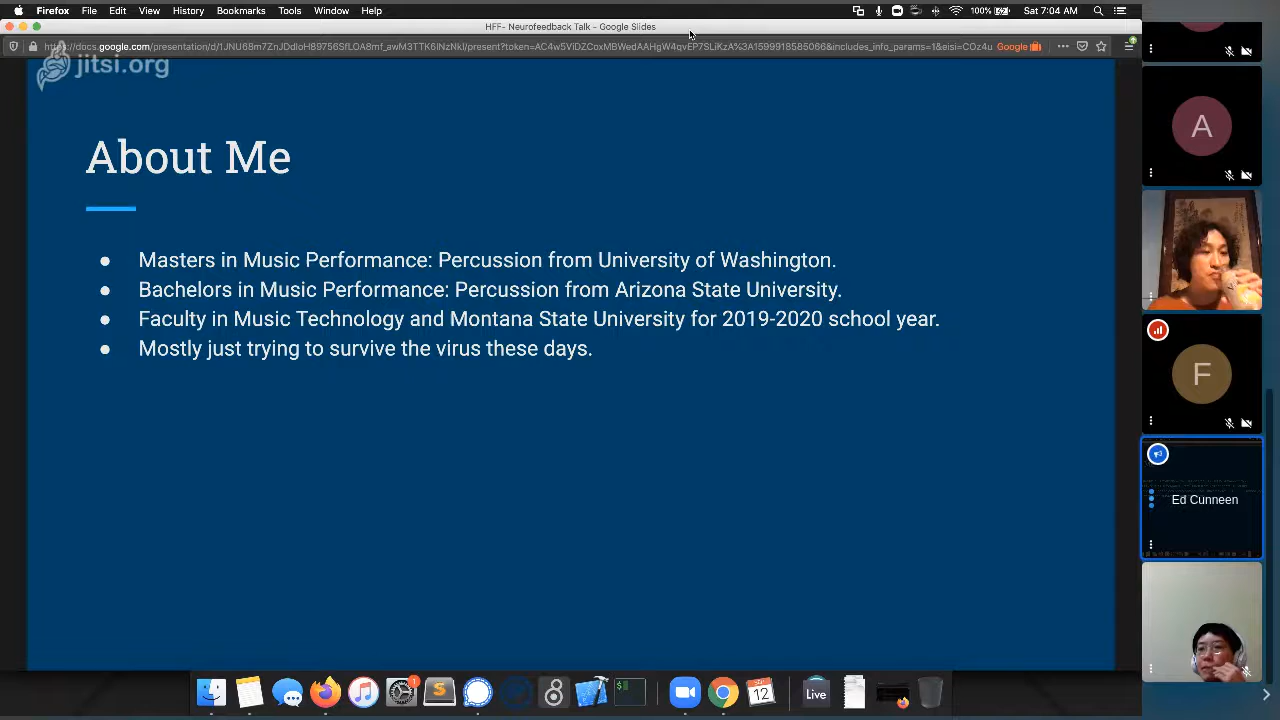 Firefox File Edit View History Bookmarks Tools Window Help 100% Sat 7:04 AM
HFF- Neurofeedback Talk - Google Slides
Google
jitsi.org
About Me
● Masters in Music Performance: Percussion from University of Washington.
● Bachelors in Music Performance: Percussion from Arizona State University.
● Faculty in Music Technology and Montana State University for 2019-2020 school year.
● Mostly just trying to survive the virus these days.
A
F
Ed Cunneen
SEP
12
Live